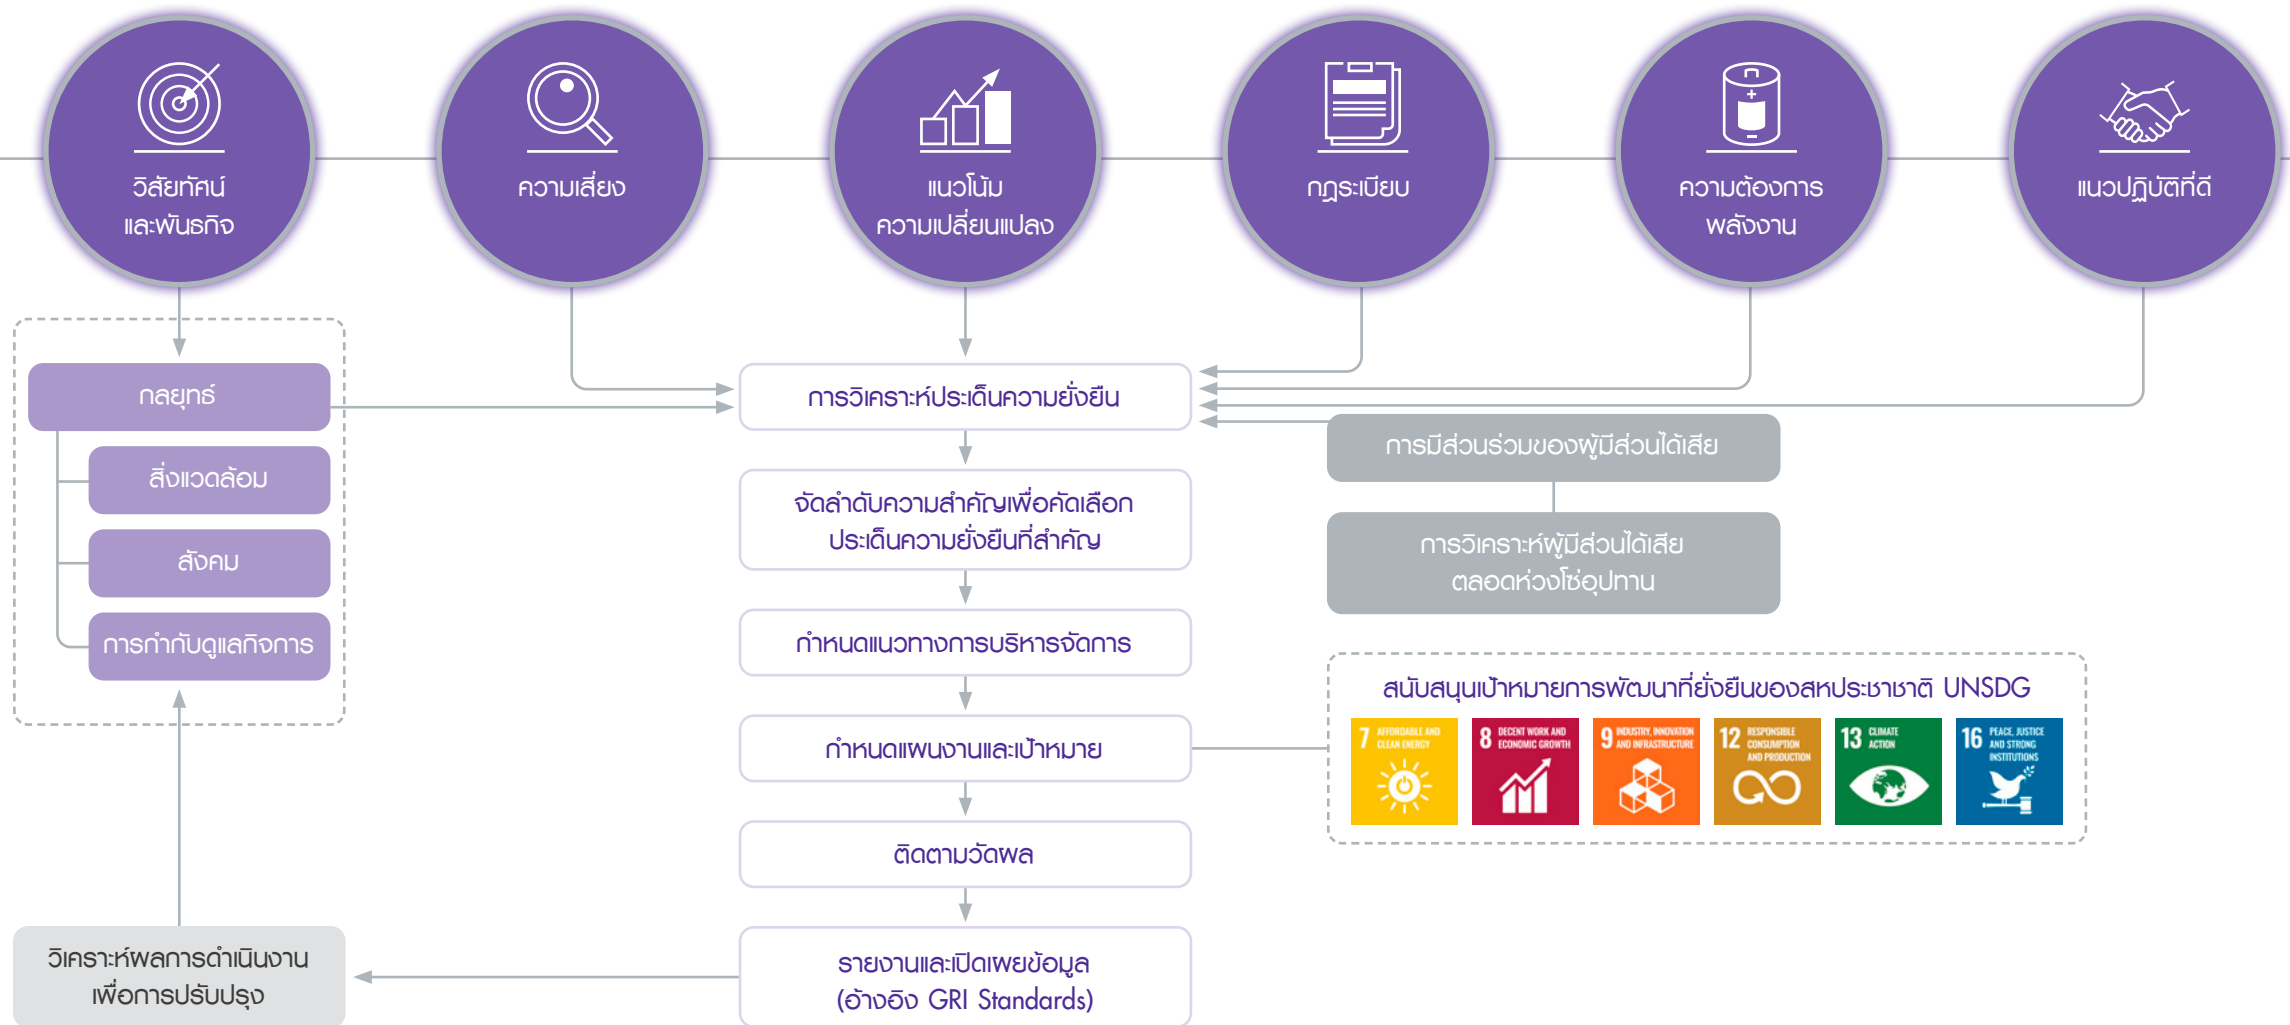 วิสัยทัศน์
และพันธกิจ
ความเสี่ยง
แนวโน้ม
ความเปลี่ยนแปลง
กฎระเบียบ
ความต้องการ
พลังงาน
แนวปฏิบัติที่ดี
กลยุทธ์
สิ่งแวดล้อม
สังคม
การกำกับดูแลกิจการ
การวิเคราะห์ประเด็นความยั่งยืน
จัดลำดับความสำคัญเพื่อคัดเลือก
ประเด็นความยั่งยืนที่สำคัญ
กำหนดแนวทางการบริหารจัดการ
กำหนดแผนงานและเป้าหมาย
ติดตามวัดผล
รายงานและเปิดเผยข้อมูล
(อ้างอิง GRI Standards)
วิเคราะห์ผลการดำเนินงาน
เพื่อการปรับปรุง
การมีส่วนร่วมของผู้มีส่วนได้เสีย
การวิเคราะห์ผู้มีส่วนได้เสีย
ตลอดห่วงโซ่อุปทาน
สนับสนุนเป้าหมายการพัฒนาที่ยั่งยืนของสหประชาชาติ UNSDG
7 AFFORDABLE AND
CLEAN ENERGY
8 DECENT WORK AND
ECONOMIC GROWTH
9 INDUSTRY, INNOVATION
AND INFRASTRUCTURE
12 RESPONSIBLE
CONSUMPTION
AND PRODUCTION
13 CLIMATE
ACTION
16 PEACE, JUSTICE
AND STRONG
INSTITUTIONS